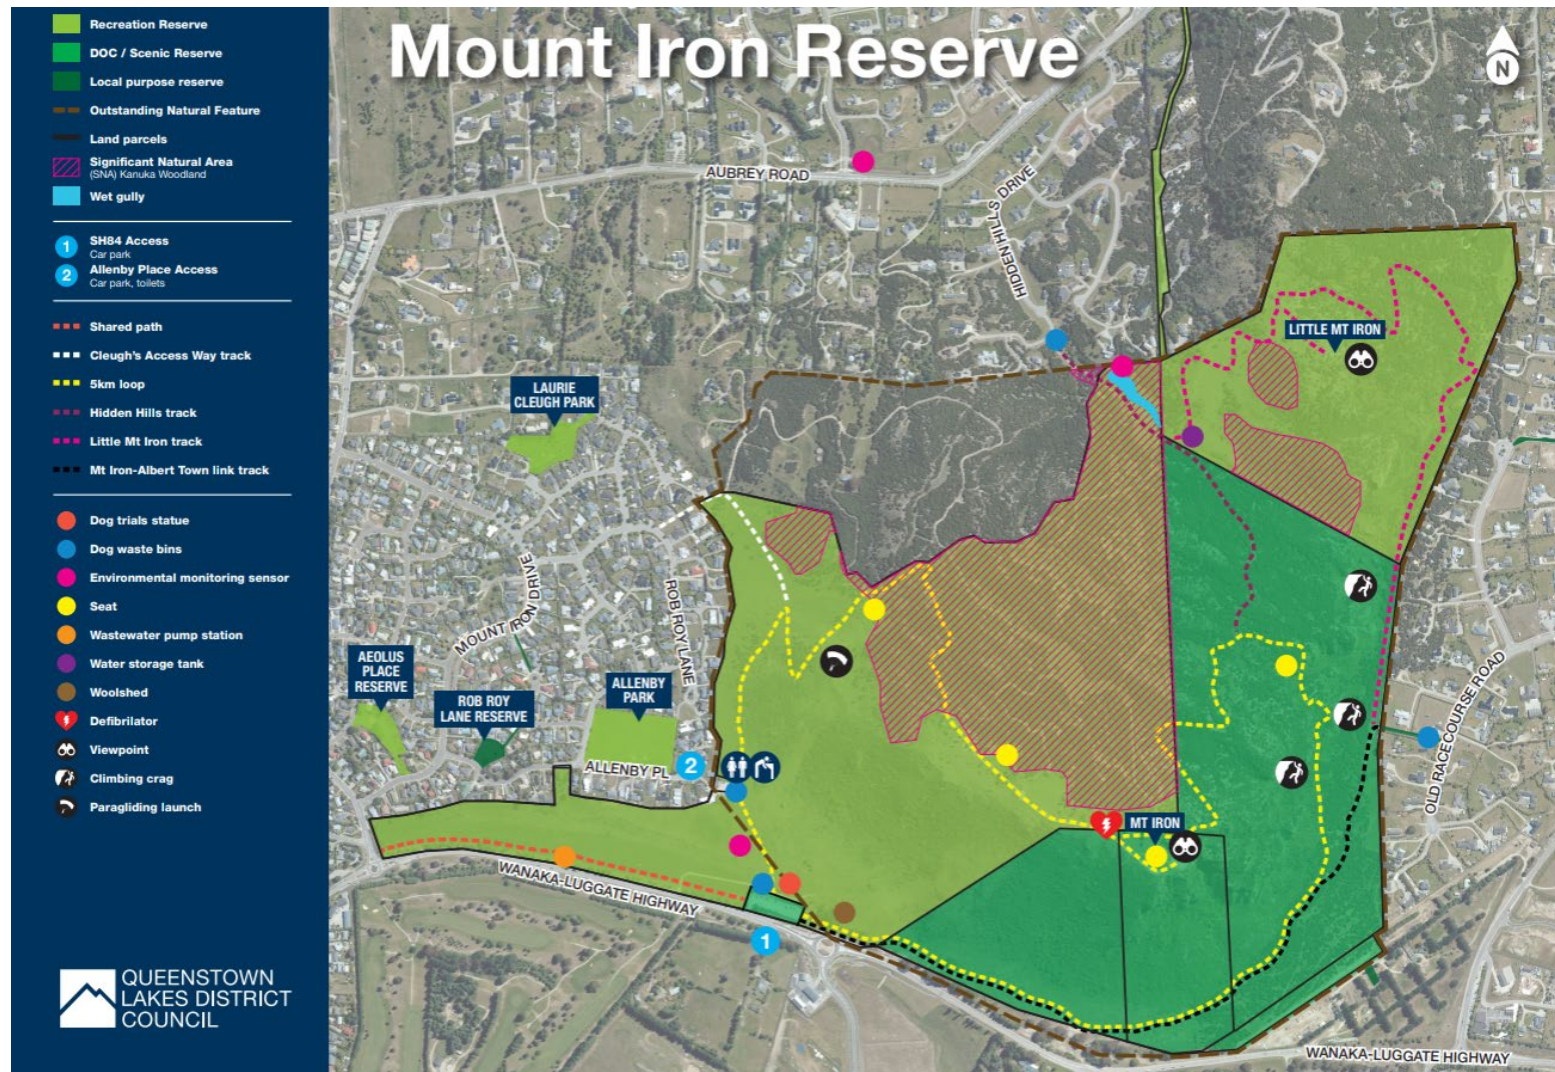 Mount Iron Reserve
Recreation Reserve
DOC / Scenic Reserve
Local purpose reserve
Outstanding Natural Feature
Land parcels
Significant Natural Area
(SNA) Kanuka Woodland
Wet gully
1 SH84 Access
Car park
2 Allenby Place Access
Car park, toilets
Shared path
Cleugh's Access Way track
5km loop
Hidden Hills track
Little Mt Iron track
Mt Iron-Albert Town link track
Dog trials statue
Dog waste bins
Environmental monitoring sensor
Seat
Wastewater pump station
Water storage tank
Woolshed
Defibrilator
Viewpoint
Climbing crag
Paragliding launch
QUEENSTOWN
LAKES DISTRICT
COUNCIL
N
AUBREY ROAD
HIDDEN HILLS DRIVE
LITTLE MT IRON
LAURIE
CLEUGH PARK
MOUNT IRON DRIVE
ROB ROY LANE
AEOLUS
PLACE
RESERVE
ROB ROY
LANE RESERVE
ALLENBY
PARK
ALLENBY PL
2
OLD RACECOURSE ROAD
MT IRON
WANAKA-LUGGATE HIGHWAY
1
WANAKA-LUGGATE HIGHWAY